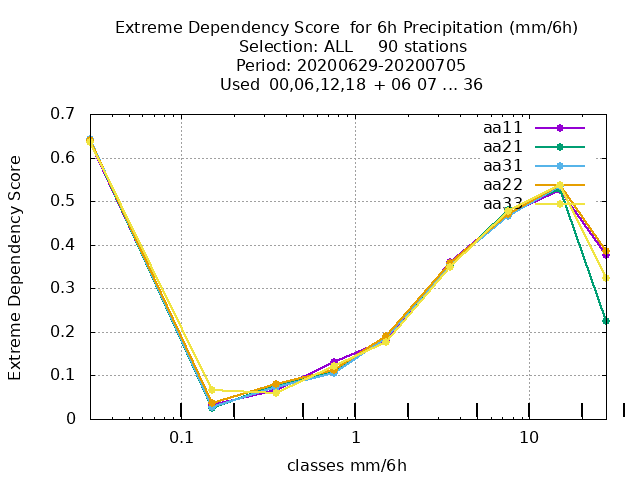 Extreme Dependency Score for 6h Precipitation (mm/6h)
Selection: ALL 90 stations
Period: 20200629-20200705
Used 00,06,12,18 + 06 07 ... 36
Extreme Dependency Score
0.7
0.6
0.5
0.4
0.3
0.2
0.1
0
aa11
aa21
aa31
aa22
aa33
0.1
1
10
classes mm/6h